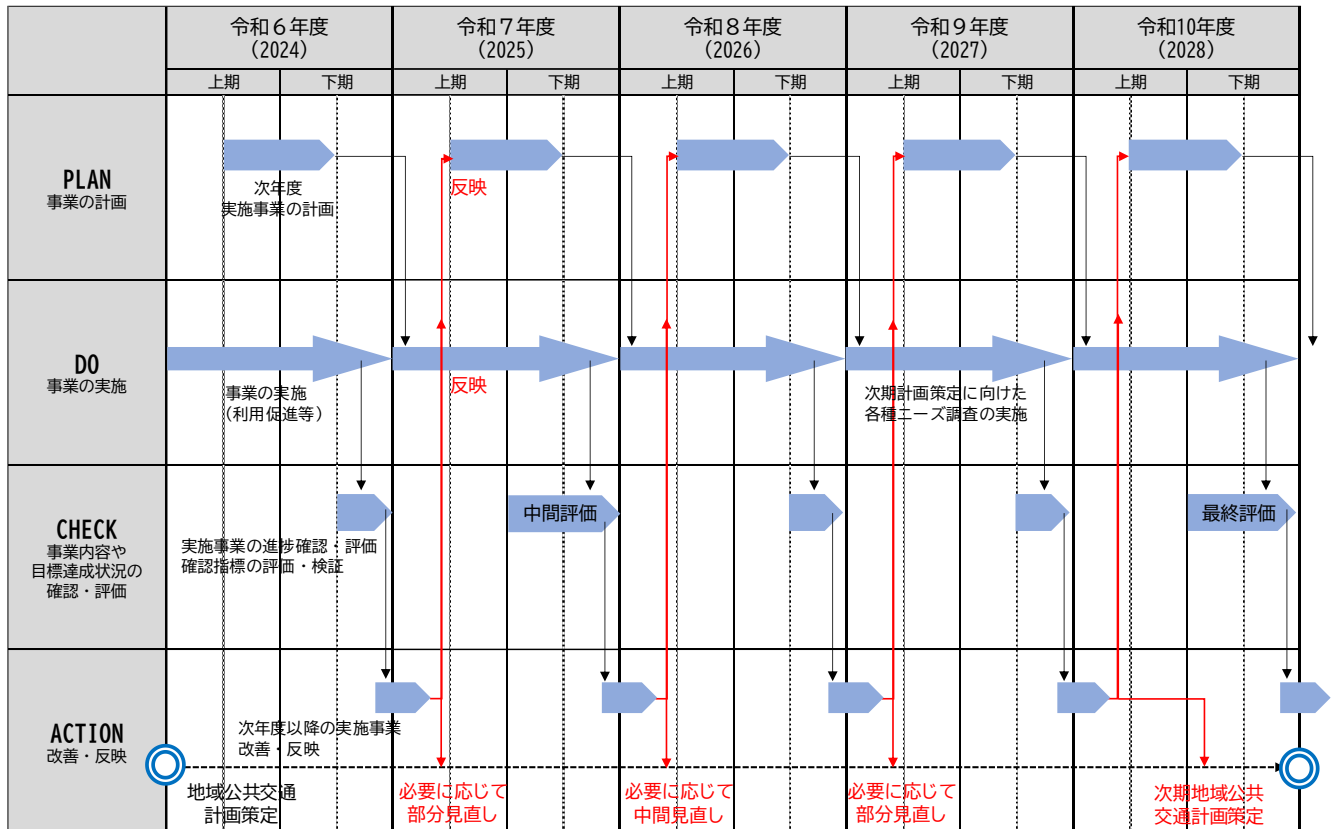 令和６年度
(2024)
令和７年度
(2025)
令和８年度
(2026)
令和９年度
(2027)
令和10年度
(2028)
上期
下期
上期
下期
上期
下期
上期
下期
上期
下期
PLAN
事業の計画
次年度
実施事業の計画
反映
DO
事業の実施
事業の実施
（利用促進等）
反映
次期計画策定に向けた
各種ニーズ調査の実施
CHECK
事業内容や
目標達成状況の
確認・評価
実施事業の進捗確認・評価
確認指標の評価・検証
中間評価
最終評価
ACTION
改善・反映
次年度以降の実施事業
改善・反映
地域公共交通
計画策定
必要に応じて
部分見直し
必要に応じて
中間見直し
必要に応じて
部分見直し
次期地域公共
交通計画策定